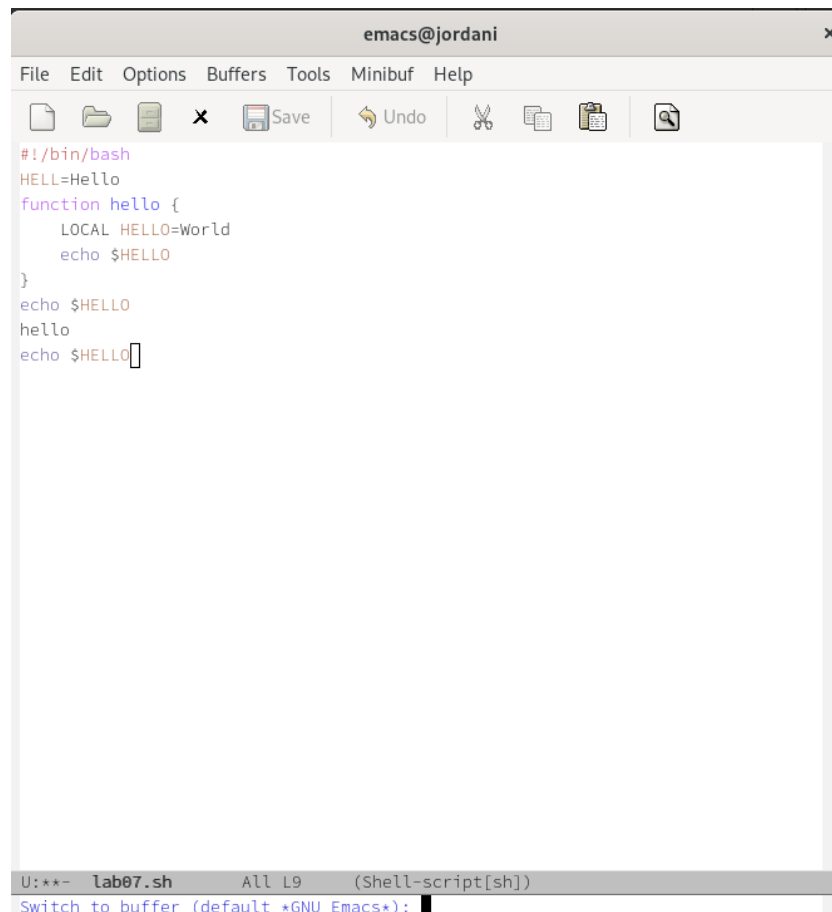 emacs@jordani ×
File Edit Options Buffers Tools Minibuf Help
Save Undo
#!/bin/bash
HELL=Hello
function hello {
    LOCAL HELLO=World
    echo $HELLO
}
echo $HELLO
hello
echo $HELLO
U:**- lab07.sh All L9 (Shell-script[sh])
Switch to buffer (default *GNU Emacs*):